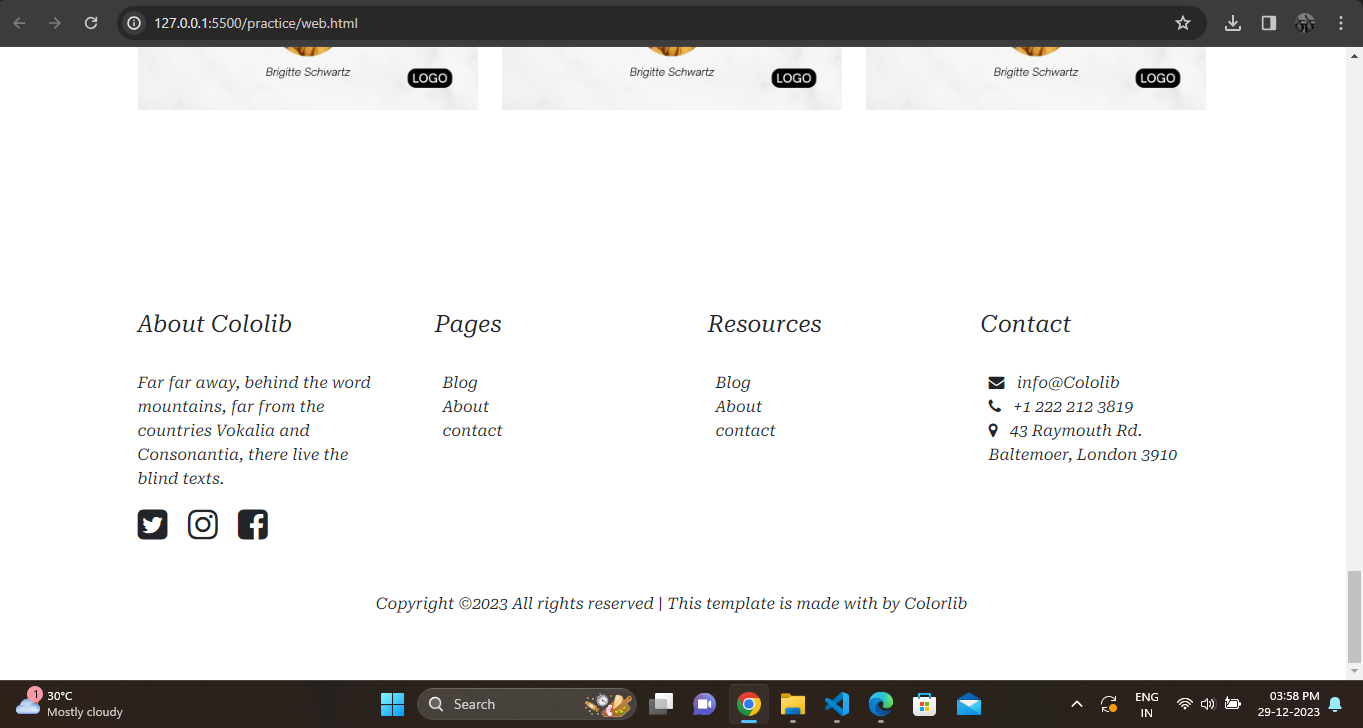 127.0.0.1:5500/practice/web.html
Brigitte Schwartz
LOGO
Brigitte Schwartz
LOGO
Brigitte Schwartz
LOGO
About Cololib
Far far away, behind the word
mountains, far from the
countries Vokalia and
Consonantia, there live the
blind texts.
Pages
Blog
About
contact
Resources
Blog
About
contact
Contact
info@Cololib
+1 222 212 3819
43 Raymouth Rd.
Baltemoer, London 3910
Copyright ©2023 All rights reserved | This template is made with by Colorlib
1
30°C
Mostly cloudy
Search
ENG
IN
03:58 PM
29-12-2023